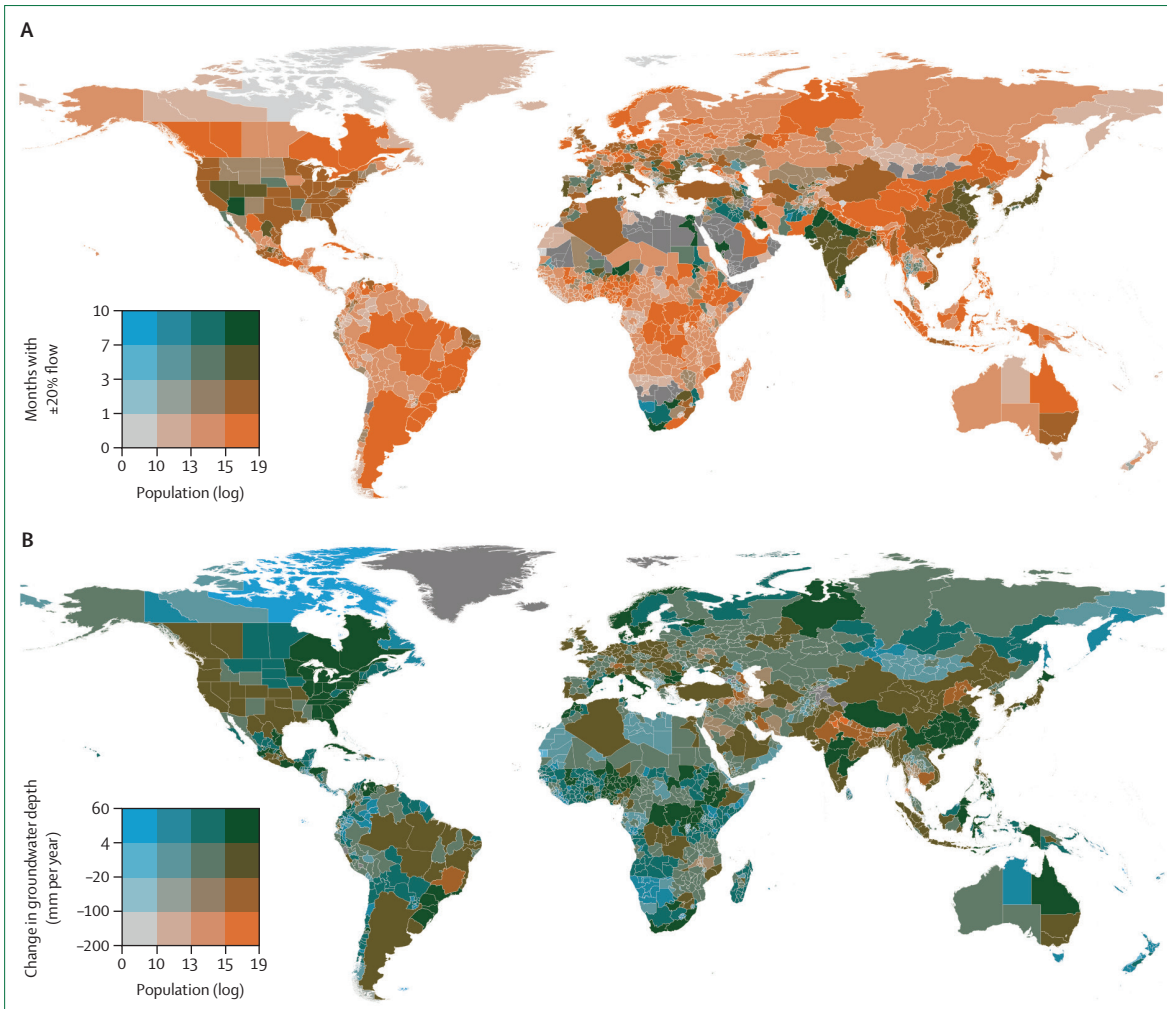 A
10
7
3
1
0
Months with
±20% flow
0 10 13 15 19
Population (log)
B
60
4
–20
–100
–200
Change in groundwater depth
(mm per year)
0 10 13 15 19
Population (log)